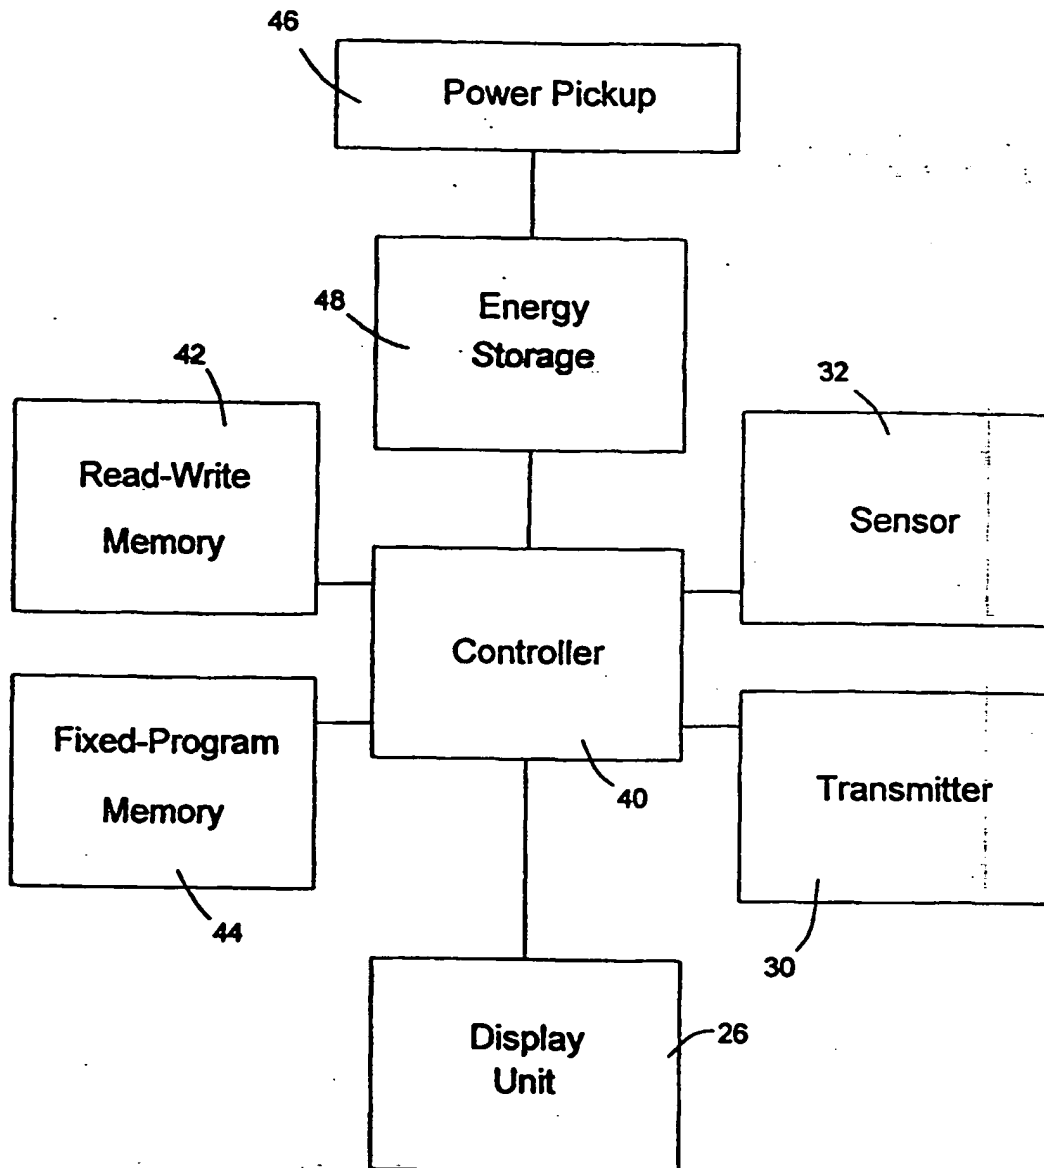 46
Power Pickup
48
Energy
Storage
42
Read-Write
Memory
32
Sensor
Controller
40
Fixed-Program
Memory
44
Transmitter
30
Display
Unit
26